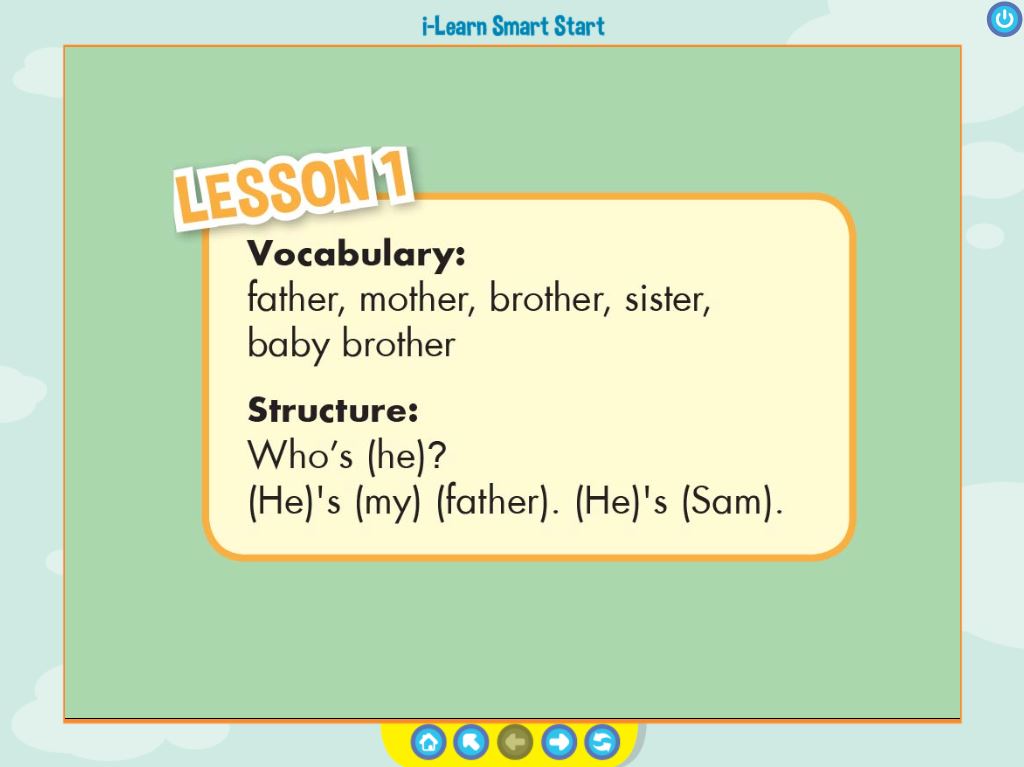 i-Learn Smart Start
LESSON 1
Vocabulary:
father, mother, brother, sister,
baby brother
Structure:
Who’s (he)?
(He)'s (my) (father). (He)'s (Sam).